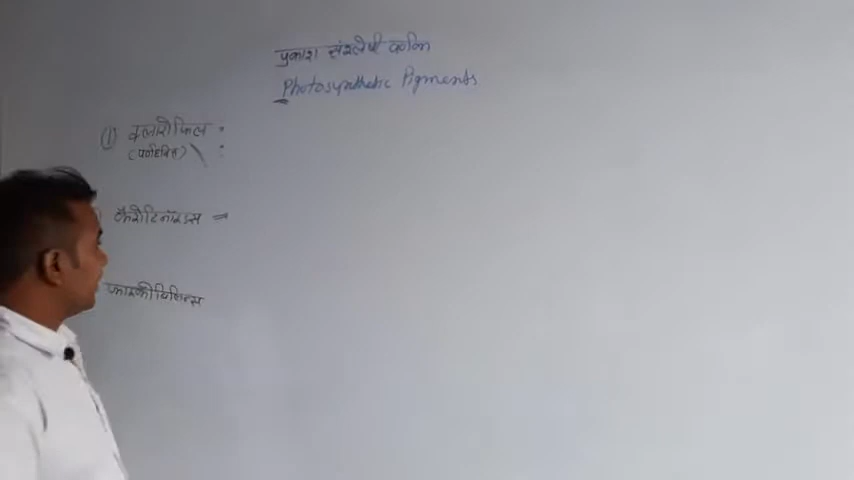 प्रकाश संश्लेषी वर्णक
Photosynthetic Pigments
① क्लोरोफिल :
(पर्णहरित) :
कैरोटिनॉइड्स →
फाइकोबिलिन्स